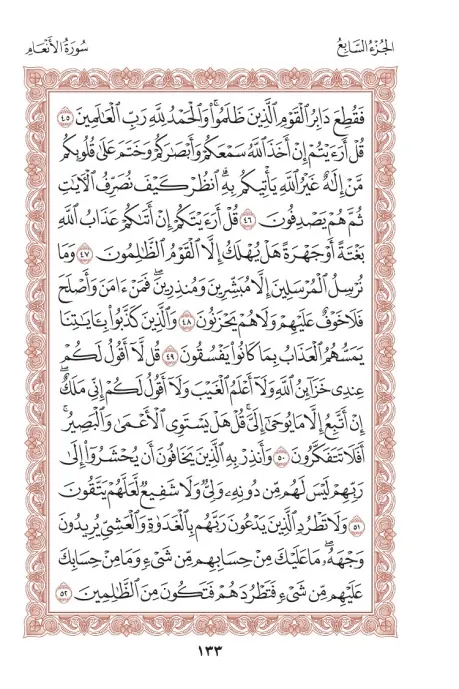 الجزء السابع
سورة الأنعام
فَقُطِعَ دَابِرُ ٱلْقَوْمِ ٱلَّذِينَ ظَلَمُوا۟ۚ وَٱلْحَمْدُ لِلَّهِ رَبِّ ٱلْعَٰلَمِينَ ٤٥
قُلْ أَرَءَيْتُمْ إِنْ أَخَذَ ٱللَّهُ سَمْعَكُمْ وَأَبْصَٰرَكُمْ وَخَتَمَ عَلَىٰ قُلُوبِكُم
مَّنْ إِلَٰهٌ غَيْرُ ٱللَّهِ يَأْتِيكُم بِهِۗ ٱنظُرْ كَيْفَ نُصَرِّفُ ٱلْءَايَٰتِ
ثُمَّ هُمْ يَصْدِفُونَ ٤٦ قُلْ أَرَءَيْتَكُمْ إِنْ أَتَىٰكُمْ عَذَابُ ٱللَّهِ
بَغْتَةً أَوْ جَهْرَةً هَلْ يُهْلَكُ إِلَّا ٱلْقَوْمُ ٱلظَّٰلِمُونَ ٤٧ وَمَا
نُرْسِلُ ٱلْمُرْسَلِينَ إِلَّا مُبَشِّرِينَ وَمُنذِرِينَۖ فَمَنْ ءَامَنَ وَأَصْلَحَ
فَلَا خَوْفٌ عَلَيْهِمْ وَلَا هُمْ يَحْزَنُونَ ٤٨ وَٱلَّذِينَ كَذَّبُوا۟ بِـَٔايَٰتِنَا
يَمَسُّهُمُ ٱلْعَذَابُ بِمَا كَانُوا۟ يَفْسُقُونَ ٤٩ قُل لَّآ أَقُولُ لَكُمْ
عِندِى خَزَآئِنُ ٱللَّهِ وَلَآ أَعْلَمُ ٱلْغَيْبَ وَلَآ أَقُولُ لَكُمْ إِنِّى مَلَكٌۖ
إِنْ أَتَّبِعُ إِلَّا مَا يُوحَىٰٓ إِلَىَّۚ قُلْ هَلْ يَسْتَوِى ٱلْأَعْمَىٰ وَٱلْبَصِيرُۚ
أَفَلَا تَتَفَكَّرُونَ ٥٠ وَأَنذِرْ بِهِ ٱلَّذِينَ يَخَافُونَ أَن يُحْشَرُوٓا۟ إِلَىٰ
رَبِّهِمْ لَيْسَ لَهُم مِّن دُونِهِۦ وَلِىٌّ وَلَا شَفِيعٌ لَّعَلَّهُمْ يَتَّقُونَ
٥١ وَلَا تَطْرُدِ ٱلَّذِينَ يَدْعُونَ رَبَّهُم بِٱلْغَدَوٰةِ وَٱلْعَشِىِّ يُرِيدُونَ
وَجْهَهُۥۖ مَا عَلَيْكَ مِنْ حِسَابِهِم مِّن شَىْءٍ وَمَا مِنْ حِسَابِكَ
عَلَيْهِم مِّن شَىْءٍ فَتَطْرُدَهُمْ فَتَكُونَ مِنَ ٱلظَّٰلِمِينَ ٥٢
١٣٣